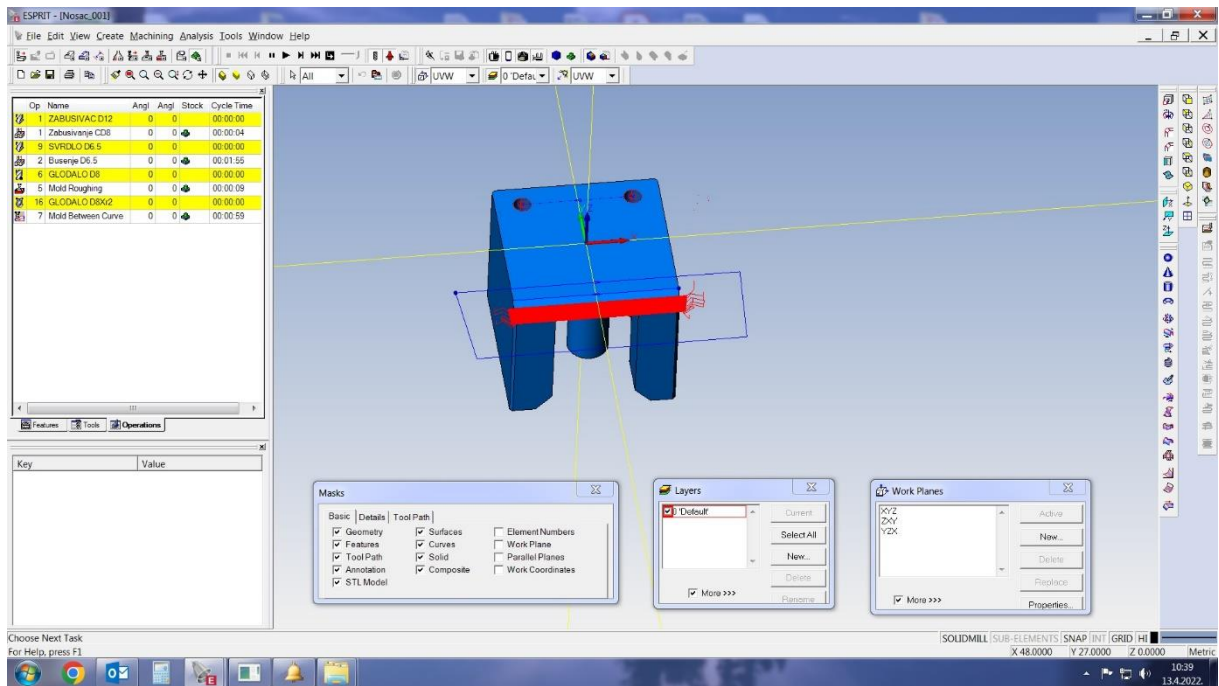 ESPRIT - [Nosac_001]
File Edit View Create Machining Analysis Tools Window Help
All UVW 0 'Defau UVW
Op Name Angl Angl Stock Cycle Time
1 ZABUSIVAC D12 0 0 00:00:00
1 Zabusivanje CD8 0 0 00:00:04
9 SVRDLO D6.5 0 0 00:00:00
2 Busenje D6.5 0 0 00:01:55
6 GLODALO D8 0 0 00:00:00
5 Mold Roughing 0 0 00:00:09
16 GLODALO D8Xr2 0 0 00:00:00
7 Mold Between Curve 0 0 00:00:59
Features Tools Operations
Key Value
Masks
Basic Details Tool Path
Geometry Surfaces Element Numbers
Features Curves Work Plane
Tool Path Solid Parallel Planes
Annotation Composite Work Coordinates
STL Model
Layers
0 'Default'
Current
Select All
New...
Delete
Rename
More >>>
Work Planes
XYZ
ZXY
YZX
Active
New...
Delete
Replace
Properties...
More >>>
Choose Next Task
SOLIDMILL SUB-ELEMENTS SNAP INT GRID HI
For Help, press F1
X 48.0000 Y 27.0000 Z 0.0000 Metric
10:39
13.4.2022.